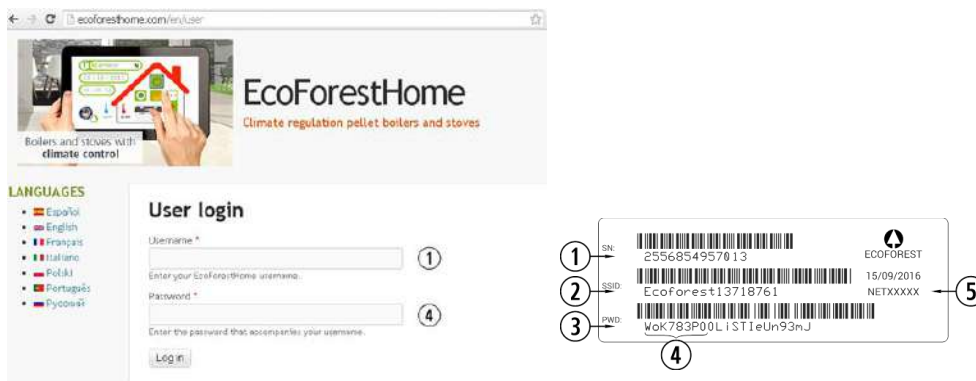 ecoforesthome.com/en/user
EcoForestHome
Climate regulation pellet boilers and stoves
Boilers and stoves with
climate control
LANGUAGES
Español
English
Français
Italiano
Polski
Português
Русский
User login
Username *
1
Enter your EcoforestHome username.
Password *
4
Enter the password that accompanies your username.
Log in
1
SN:
2556854957013
ECOFOREST
2
SSID:
Ecoforest13718761
15/09/2016
NETXXXXX
5
3
PWD:
WoK783P00LiSTIeUn93mJ
4